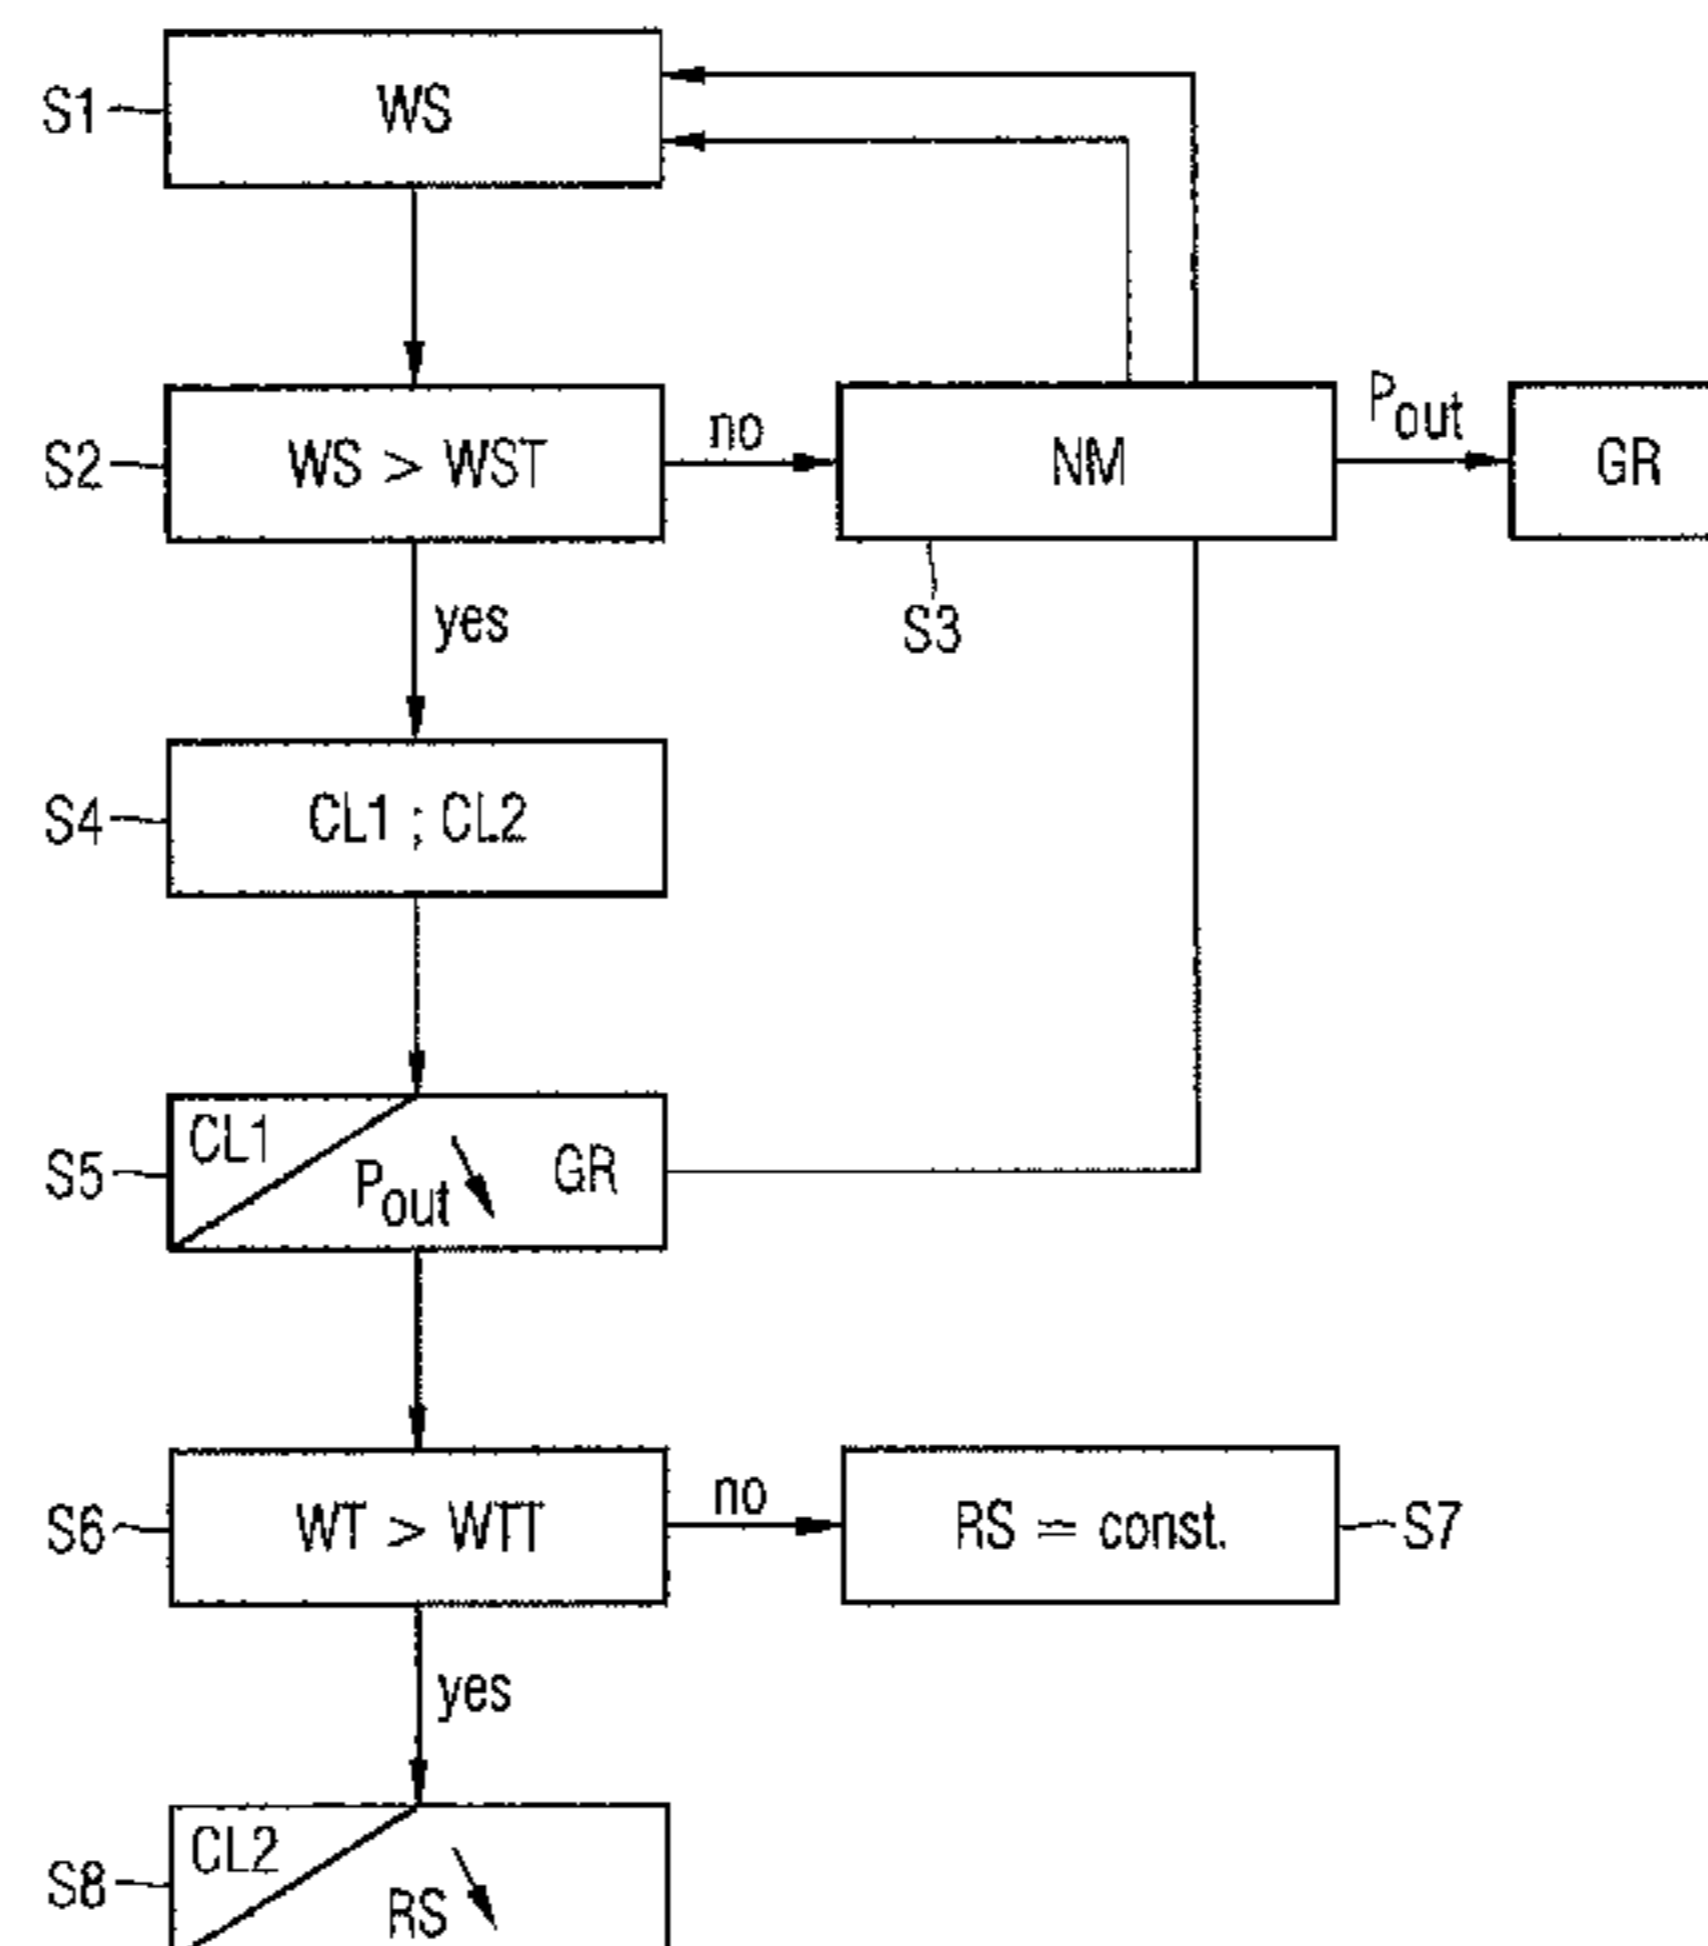 S1
WS
S2
WS > WST
no
NM
Pout
GR
S3
yes
S4
CL1 ; CL2
S5
CL1
Pout
GR
S6
WT > WTT
no
RS = const.
S7
yes
S8
CL2
RS